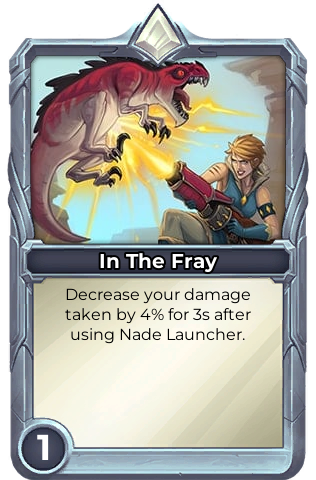 In The Fray
Decrease your damage
taken by 4% for 3s after
using Nade Launcher.
1